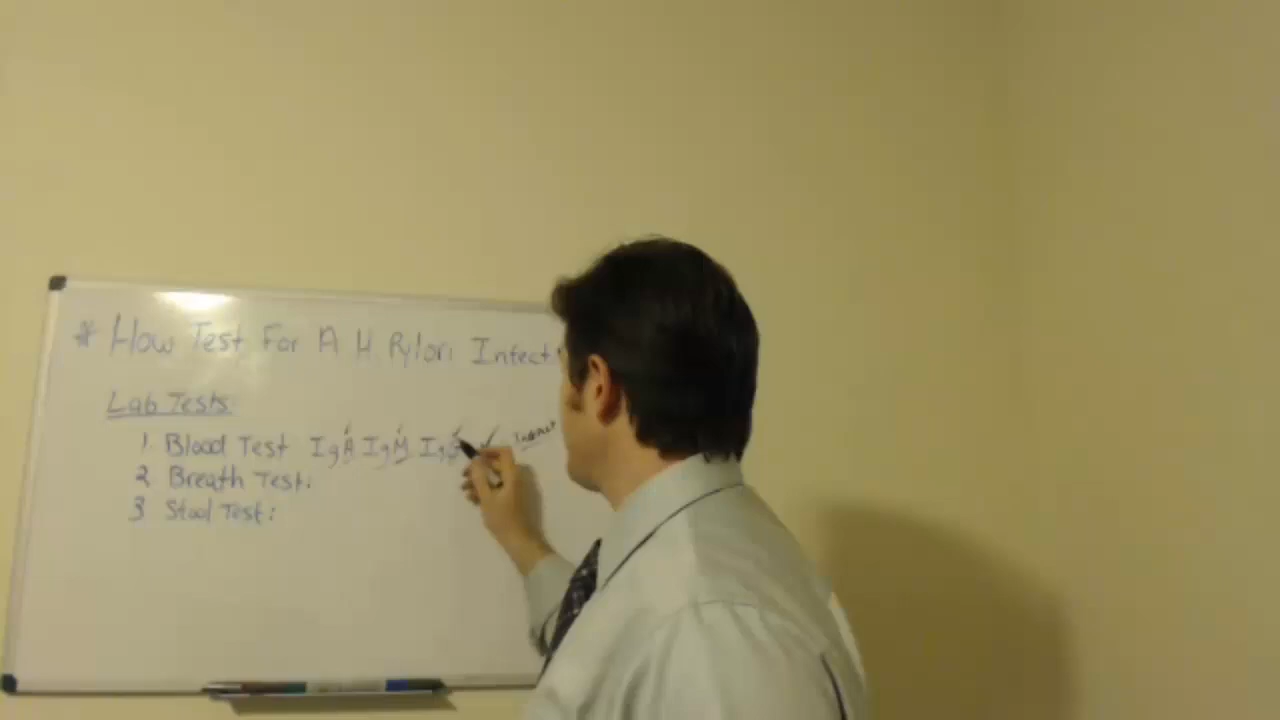 * How Test For A H Pylori Infect
Lab Tests:
1. Blood Test IgA IgM IgG
2 Breath Test:
3 Stool Test: